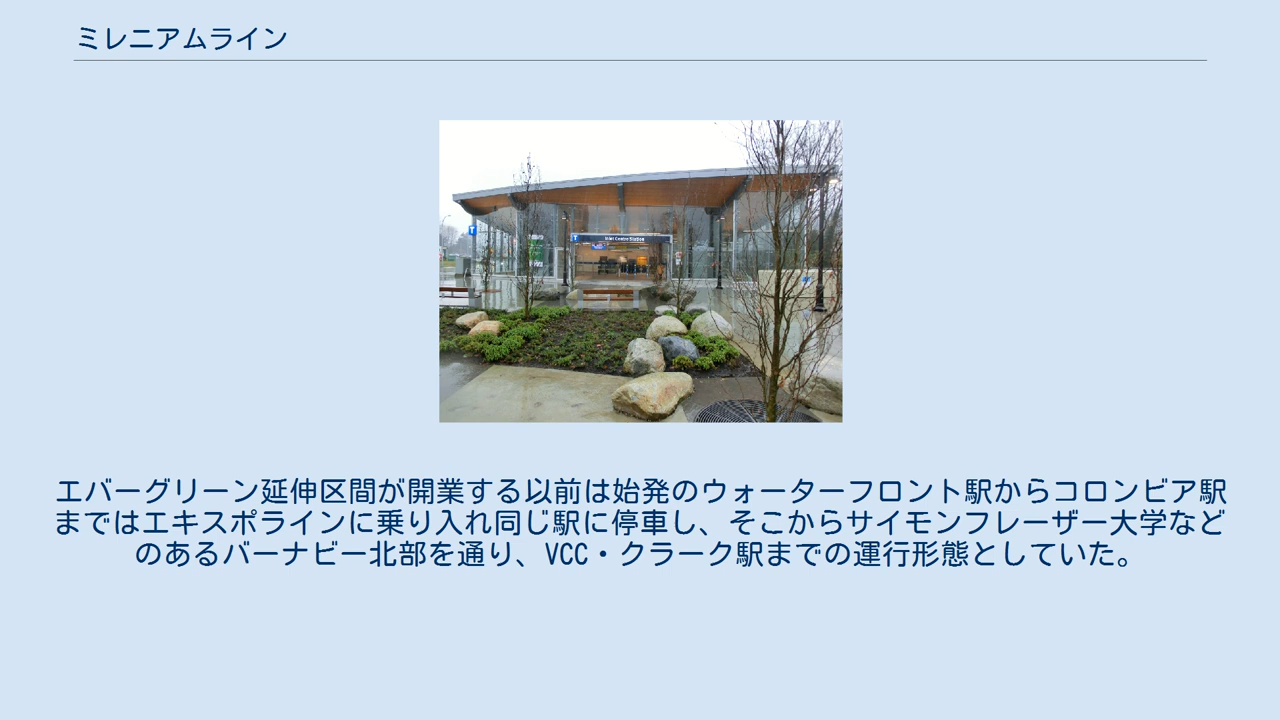 ミレニアムライン
T
T Inlet Centre Station
エバーグリーン延伸区間が開業する以前は始発のウォーターフロント駅からコロンビア駅
まではエキスポラインに乗り入れ同じ駅に停車し、そこからサイモンフレーザー大学など
のあるバーナビー北部を通り、VCC・クラーク駅までの運行形態としていた。